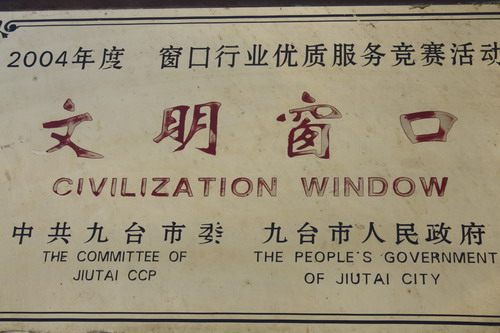 2004年度 窗口行业优质服务竞赛活动
文明窗口
CIVILIZATION WINDOW
中共九台市委 九台市人民政府
THE COMMITTEE OF THE PEOPLE'S GOVERNMENT
JIUTAI CCP OF JIUTAI CITY